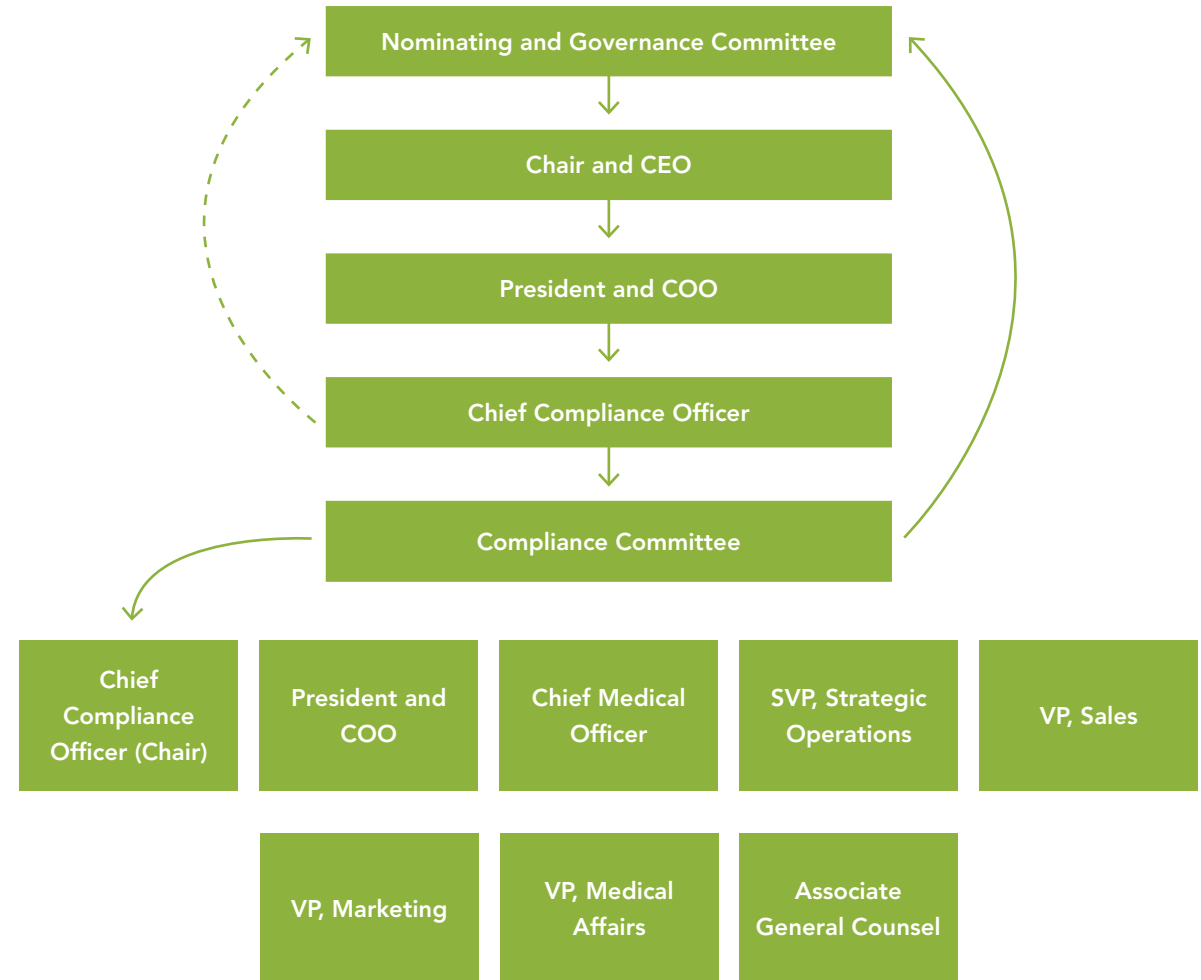 Nominating and Governance Committee
Chair and CEO
President and COO
Chief Compliance Officer
Compliance Committee
Chief
Compliance
Officer (Chair)
President and
COO
Chief Medical
Officer
SVP, Strategic
Operations
VP, Sales
VP, Marketing
VP, Medical
Affairs
Associate
General Counsel